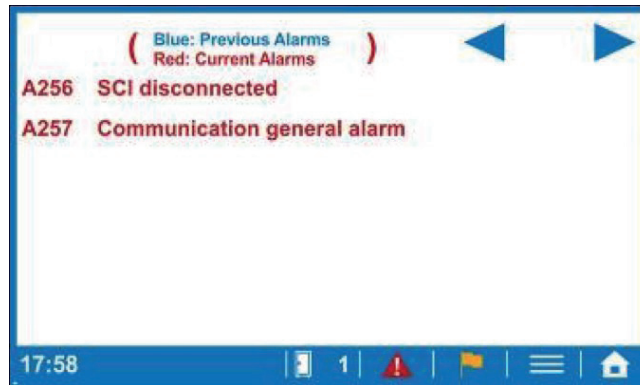 ( Blue: Previous Alarms )
Red: Current Alarms
A256 SCI disconnected
A257 Communication general alarm
17:58 1